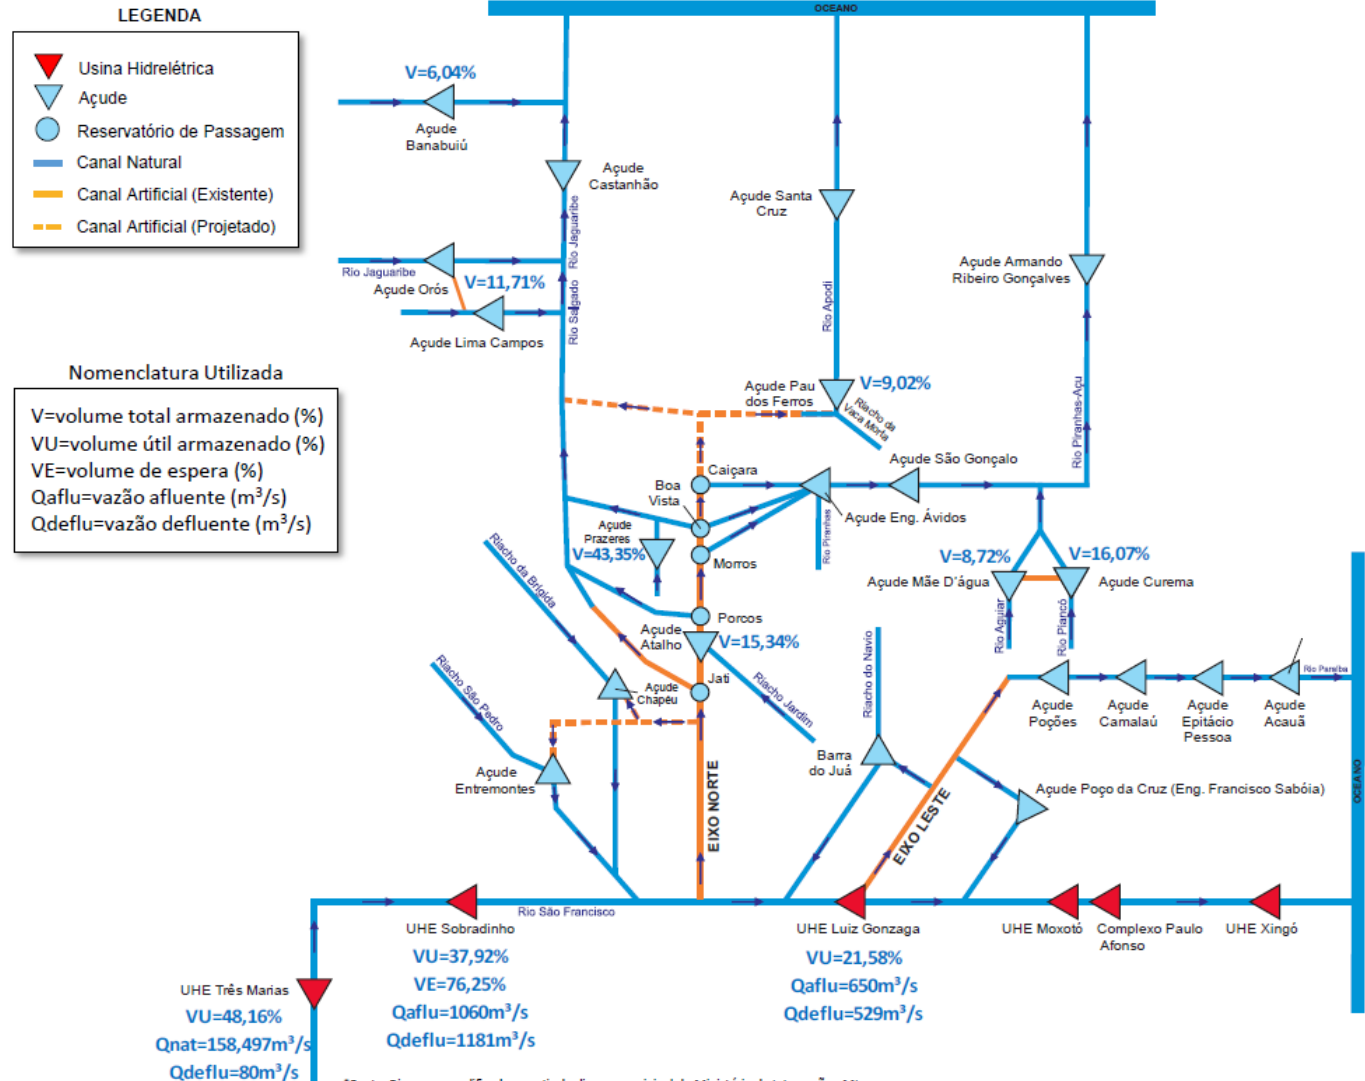 OCEANO
LEGENDA
Usina Hidrelétrica
Açude
Reservatório de Passagem
Canal Natural
Canal Artificial (Existente)
Canal Artificial (Projetado)
V=6,04%
Açude
Banabuiú
Açude
Castanhão
Rio Jaguaribe
Rio Jaguaribe
Açude Orós
V=11,71%
Rio Salgado
Açude Lima Campos
Açude Santa
Cruz
Rio Apodi
Açude Armando
Ribeiro Gonçalves
Rio Piranhas-Açu
Nomenclatura Utilizada
V=volume total armazenado (%)
VU=volume útil armazenado (%)
VE=volume de espera (%)
Qaflu=vazão afluente (m³/s)
Qdeflu=vazão defluente (m³/s)
Açude Pau
dos Ferros
V=9,02%
Riacho da
Vaca Morta
Caiçara
Boa
Vista
Açude São Gonçalo
Açude Eng. Ávidos
Rio Piranhas
Açude
Prazeres
V=43,35%
Morros
V=8,72%
V=16,07%
Açude Mãe D'água
Açude Curema
Rio Aguiar
Rio Piancó
Riacho da Brígida
Porcos
Açude
Atalho
V=15,34%
Jati
Riacho Jardim
Riacho São Pedro
Açude
Chapéu
Açude
Entremontes
EIXO NORTE
Riacho do Navio
Barra
do Juá
EIXO LESTE
Rio Paraíba
Açude
Poções
Açude
Camalaú
Açude
Epitácio
Pessoa
Açude
Acauã
Açude Poço da Cruz (Eng. Francisco Sabóia)
OCEANO
Rio São Francisco
UHE Sobradinho
VU=37,92%
VE=76,25%
Qaflu=1060m³/s
Qdeflu=1181m³/s
UHE Luiz Gonzaga
VU=21,58%
Qaflu=650m³/s
Qdeflu=529m³/s
UHE Moxotó
Complexo Paulo
Afonso
UHE Xingó
UHE Três Marias
VU=48,16%
Qnat=158,497m³/s
Qdeflu=80m³/s